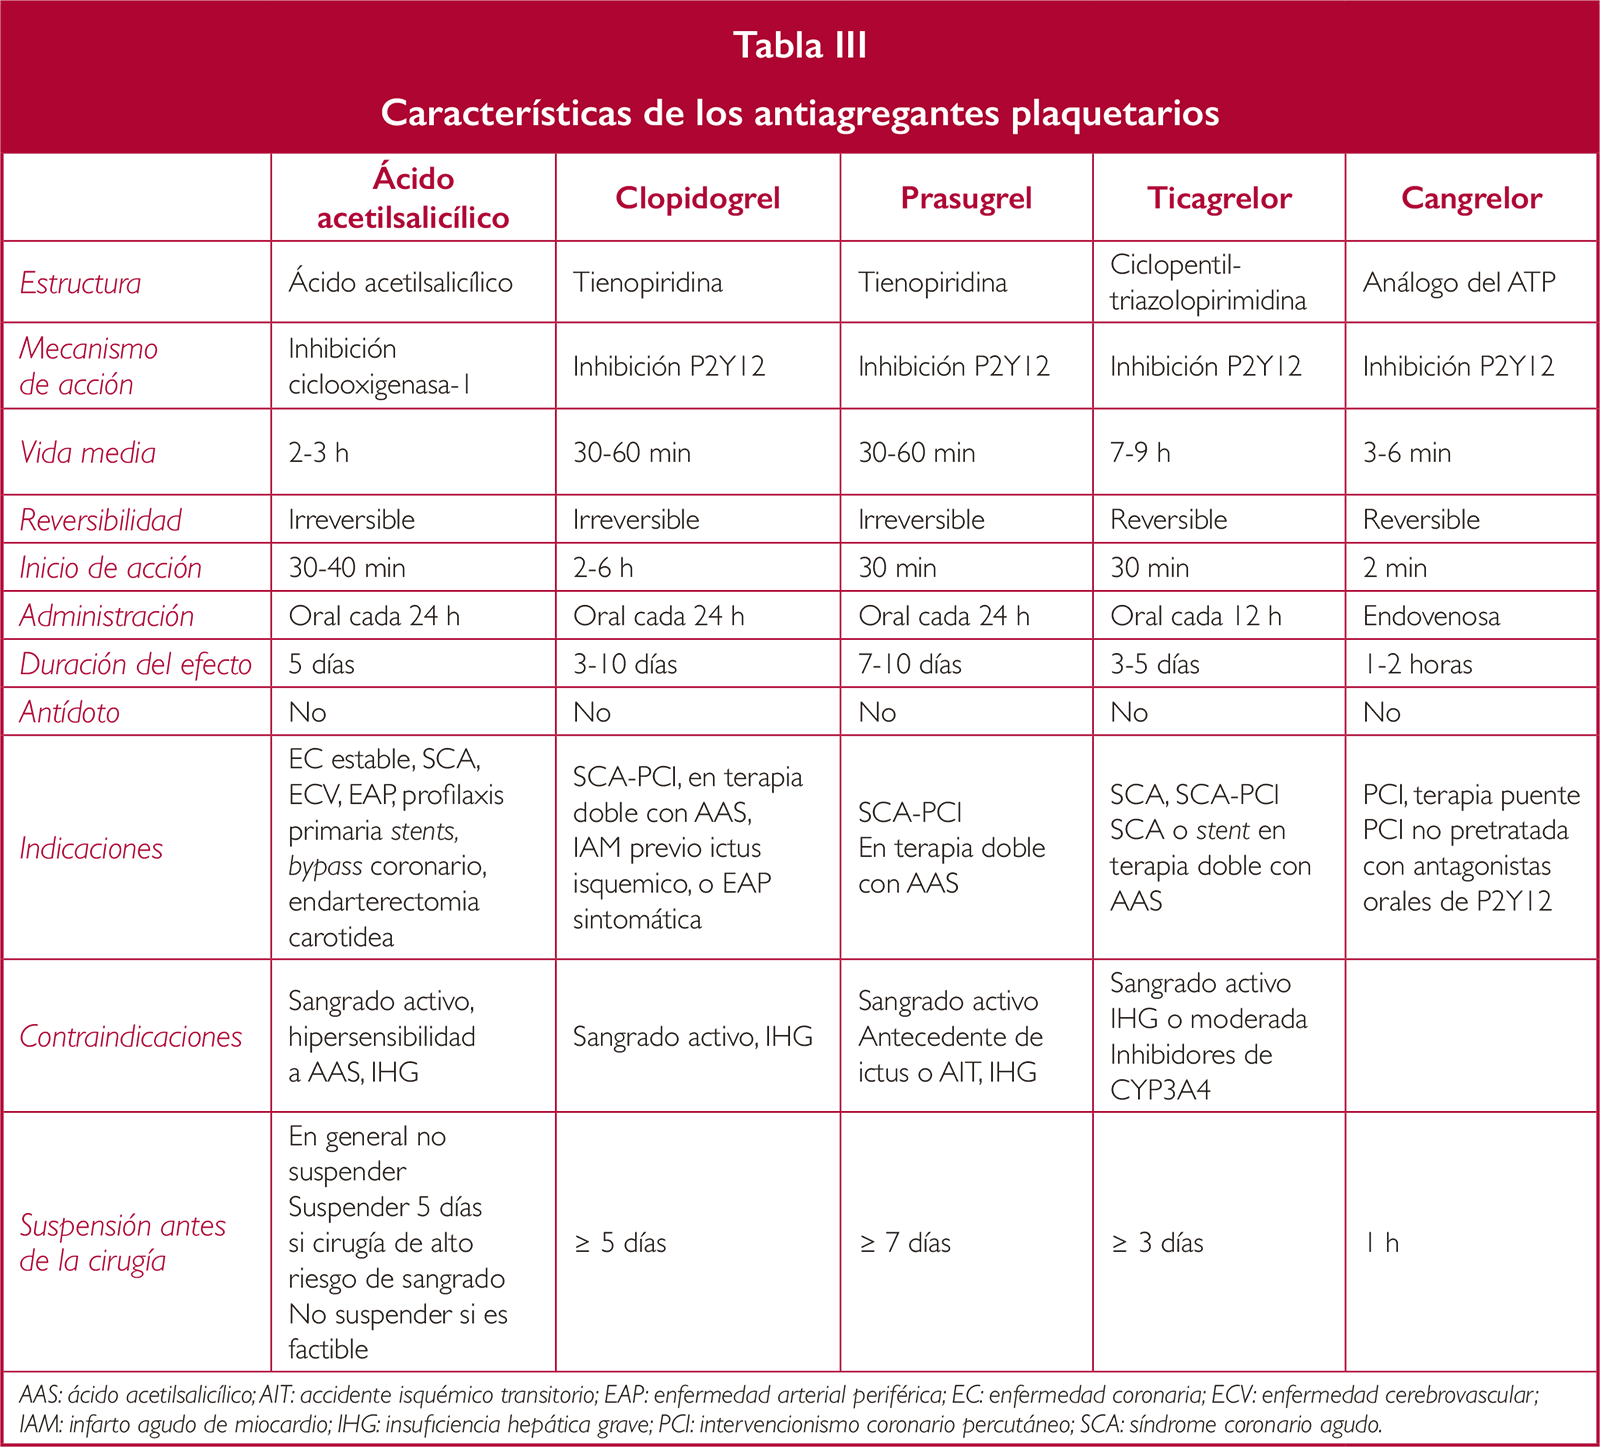 Tabla III
Características de los antiagregantes plaquetarios
Ácido
acetilsalicílico
Clopidogrel
Prasugrel
Ticagrelor
Cangrelor
Estructura
Ácido acetilsalicílico
Tienopiridina
Tienopiridina
Ciclopentil-
triazolopirimidina
Análogo del ATP
Mecanismo
de acción
Inhibición
ciclooxigenasa-1
Inhibición P2Y12
Inhibición P2Y12
Inhibición P2Y12
Inhibición P2Y12
Vida media
2-3 h
30-60 min
30-60 min
7-9 h
3-6 min
Reversibilidad
Irreversible
Irreversible
Irreversible
Reversible
Reversible
Inicio de acción
30-40 min
2-6 h
30 min
30 min
2 min
Administración
Oral cada 24 h
Oral cada 24 h
Oral cada 24 h
Oral cada 12 h
Endovenosa
Duración del efecto
5 días
3-10 días
7-10 días
3-5 días
1-2 horas
Antídoto
No
No
No
No
No
Indicaciones
EC estable, SCA,
ECV, EAP, profilaxis
primaria stents,
bypass coronario,
endarterectomia
carotidea
SCA-PCI, en terapia
doble con AAS,
IAM previo ictus
isquemico, o EAP
sintomática
SCA-PCI
En terapia doble
con AAS
SCA, SCA-PCI
SCA o stent en
terapia doble con
AAS
PCI, terapia puente
PCI no pretratada
con antagonistas
orales de P2Y12
Contraindicaciones
Sangrado activo,
hipersensibilidad
a AAS, IHG
Sangrado activo, IHG
Sangrado activo
Antecedente de
ictus o AIT, IHG
Sangrado activo
IHG o moderada
Inhibidores de
CYP3A4
Suspensión antes
de la cirugía
En general no
suspender
Suspender 5 días
si cirugía de alto
riesgo de sangrado
No suspender si es
factible
≥ 5 días
≥ 7 días
≥ 3 días
1 h
AAS: ácido acetilsalicílico; AIT: accidente isquémico transitorio; EAP: enfermedad arterial periférica; EC: enfermedad coronaria; ECV: enfermedad cerebrovascular;
IAM: infarto agudo de miocardio; IHG: insuficiencia hepática grave; PCI: intervencionismo coronario percutáneo; SCA: síndrome coronario agudo.